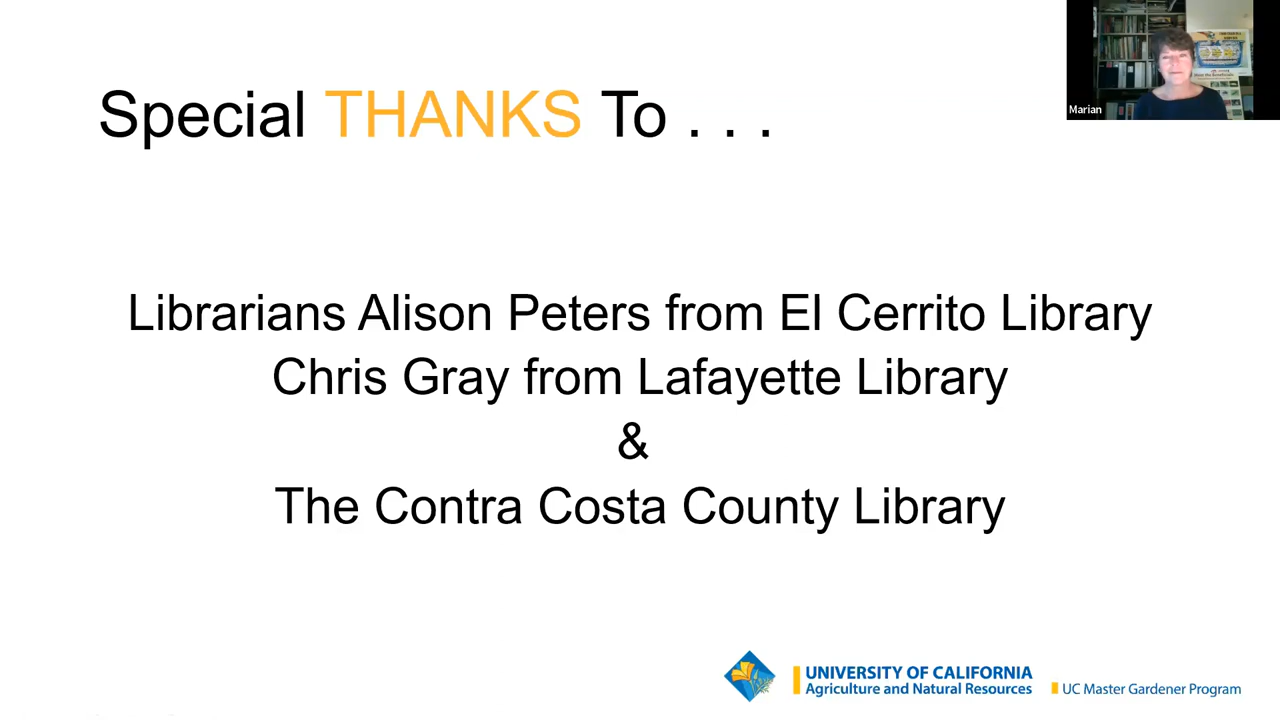 Marian
Special THANKS To . . .
Librarians Alison Peters from El Cerrito Library
Chris Gray from Lafayette Library
&
The Contra Costa County Library
UNIVERSITY OF CALIFORNIA
Agriculture and Natural Resources
UC Master Gardener Program